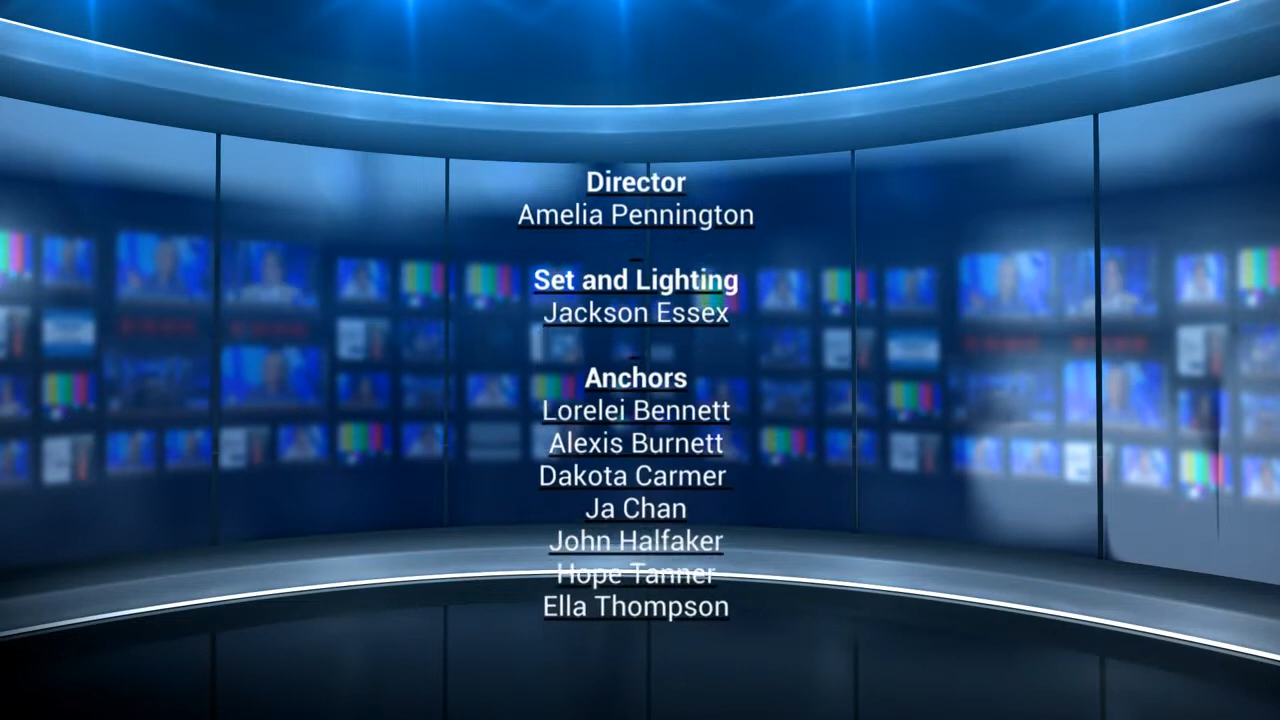 Director
Amelia Pennington
Set and Lighting
Jackson Essex
Anchors
Lorelei Bennett
Alexis Burnett
Dakota Carmer
Ja Chan
John Halfaker
Hope Tanner
Ella Thompson